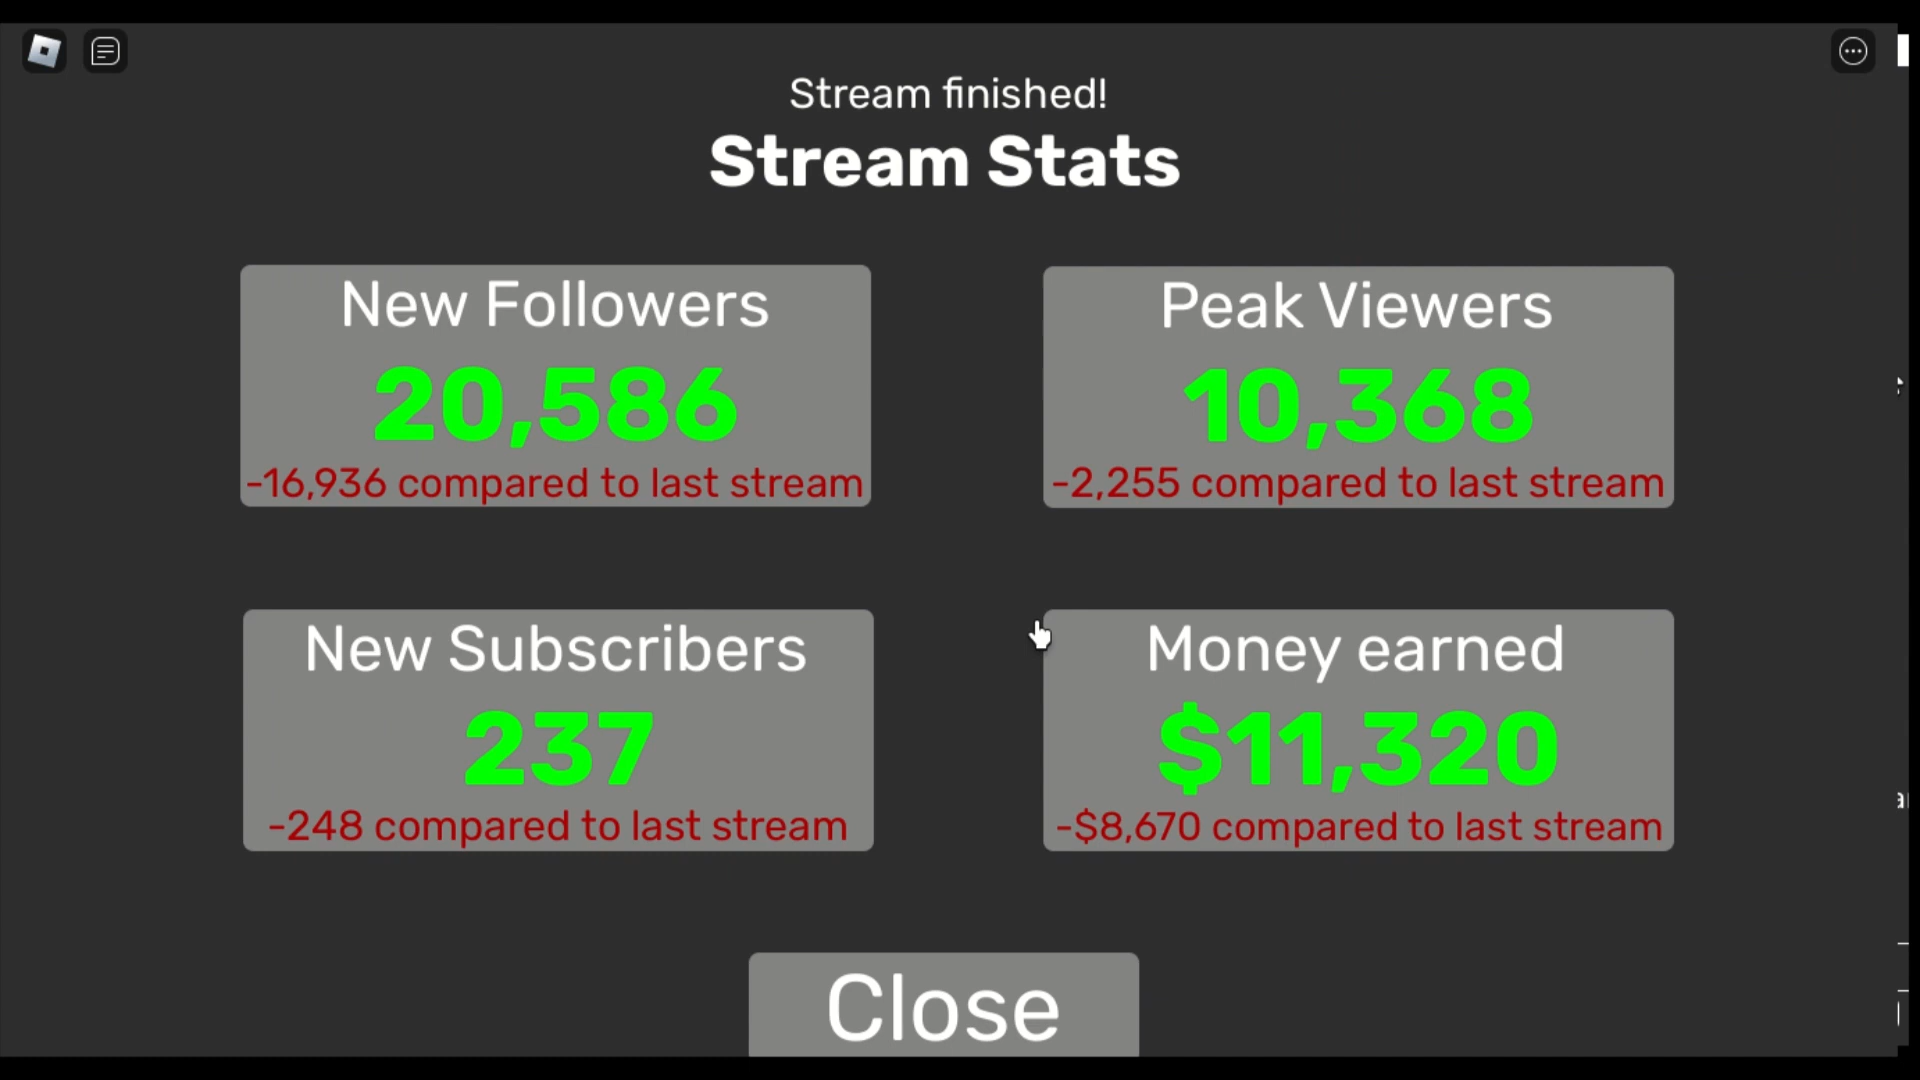 Stream finished!
Stream Stats
New Followers
20,586
-16,936 compared to last stream
Peak Viewers
10,368
-2,255 compared to last stream
New Subscribers
237
-248 compared to last stream
Money earned
$11,320
-$8,670 compared to last stream
Close